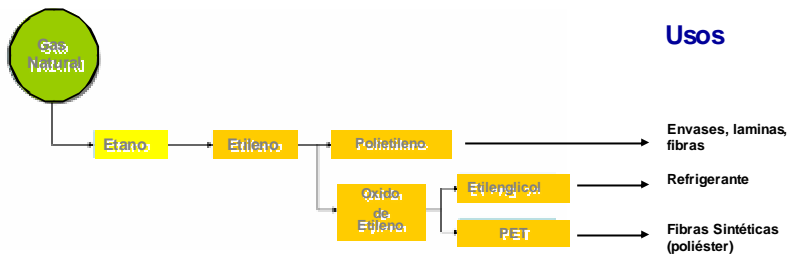 Usos
Gas
Natural
Etano
Etileno
Polietileno
Envases, laminas,
fibras
Oxido
de
Etileno
Etilenglicol
Refrigerante
PET
Fibras Sintéticas
(poliéster)